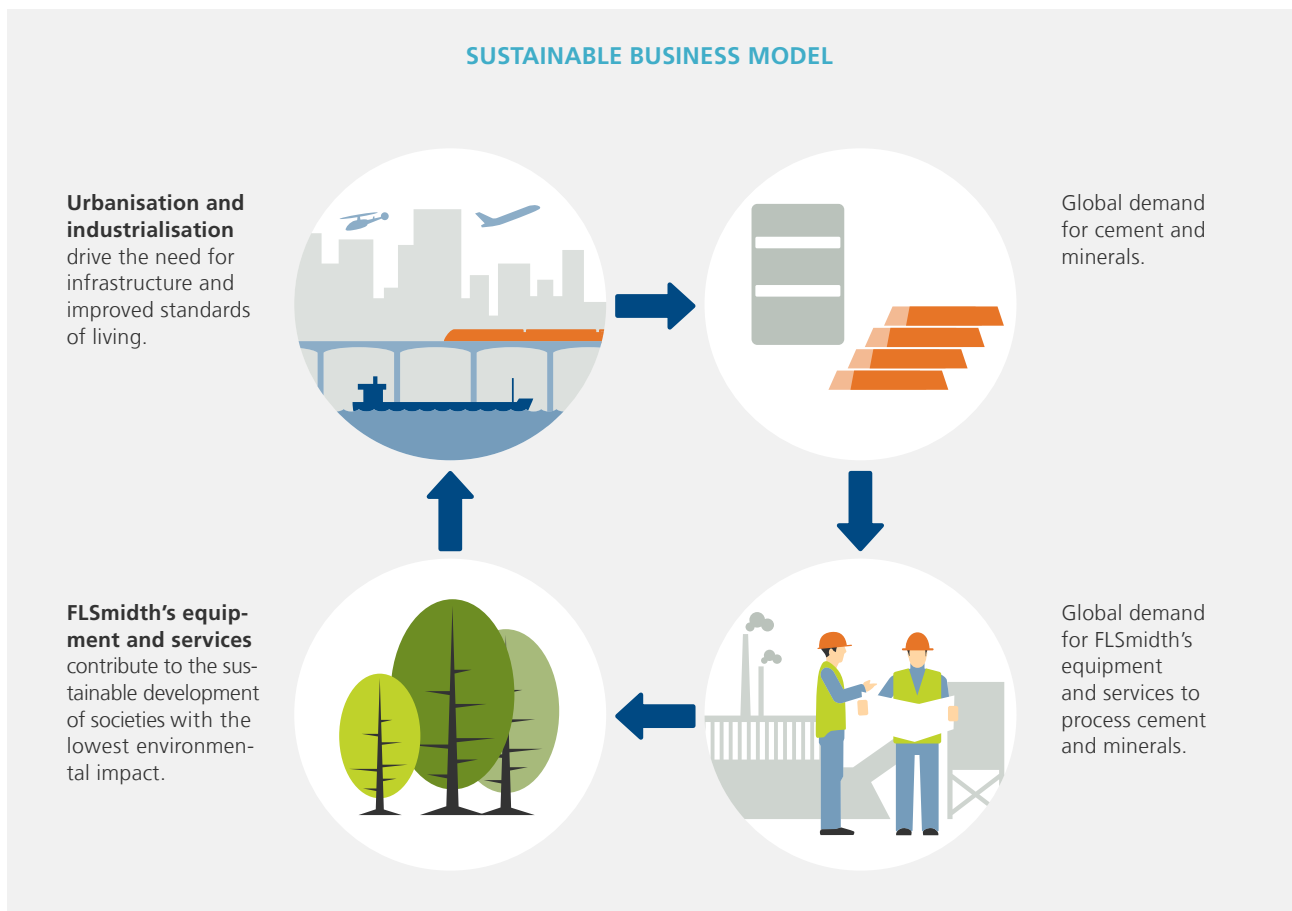 SUSTAINABLE BUSINESS MODEL
Urbanisation and
industrialisation
drive the need for
infrastructure and
improved standards
of living.
Global demand
for cement and
minerals.
FLSmidth's equip-
ment and services
contribute to the sus-
tainable development
of societies with the
lowest environmen-
tal impact.
Global demand
for FLSmidth's
equipment
and services to
process cement
and minerals.